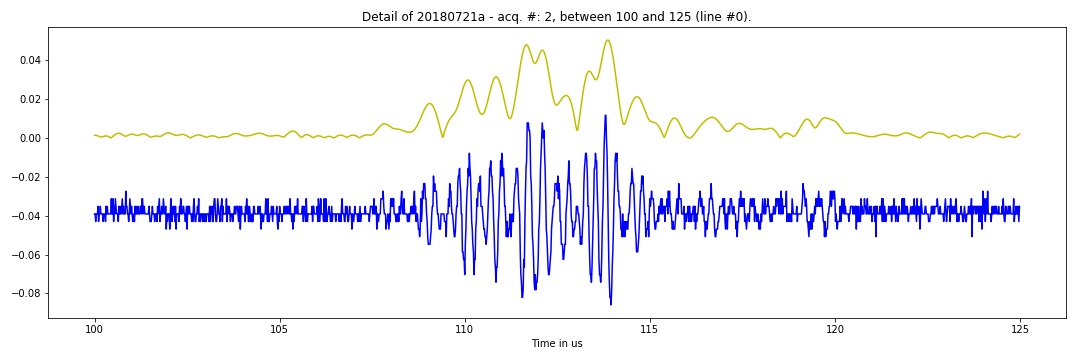 Detail of 20180721a - acq. #: 2, between 100 and 125 (line #0).
0.04
0.02
0.00
−0.02
−0.04
−0.06
−0.08
100 105 110 115 120 125
Time in us